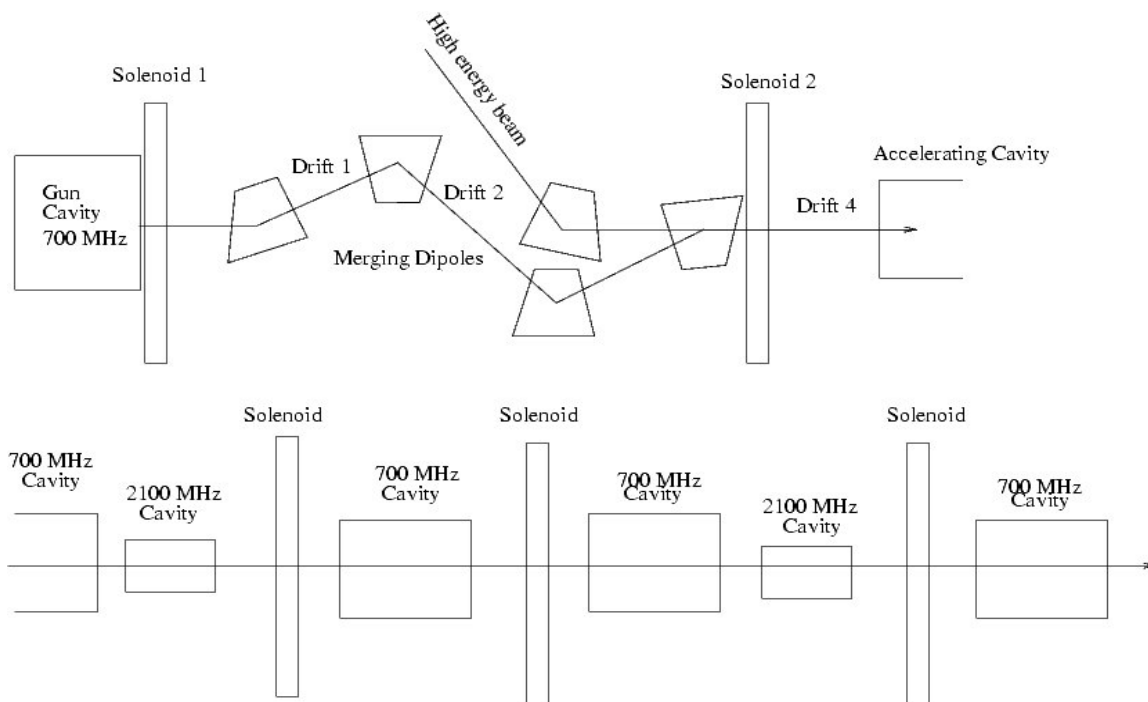 High energy beam
Solenoid 1
Solenoid 2
Drift 1
Accelerating Cavity
Gun
Cavity
700 MHz
Drift 2
Drift 4
Merging Dipoles
Solenoid
Solenoid
Solenoid
700 MHz
Cavity
2100 MHz
Cavity
700 MHz
Cavity
700 MHz
Cavity
2100 MHz
Cavity
700 MHz
Cavity